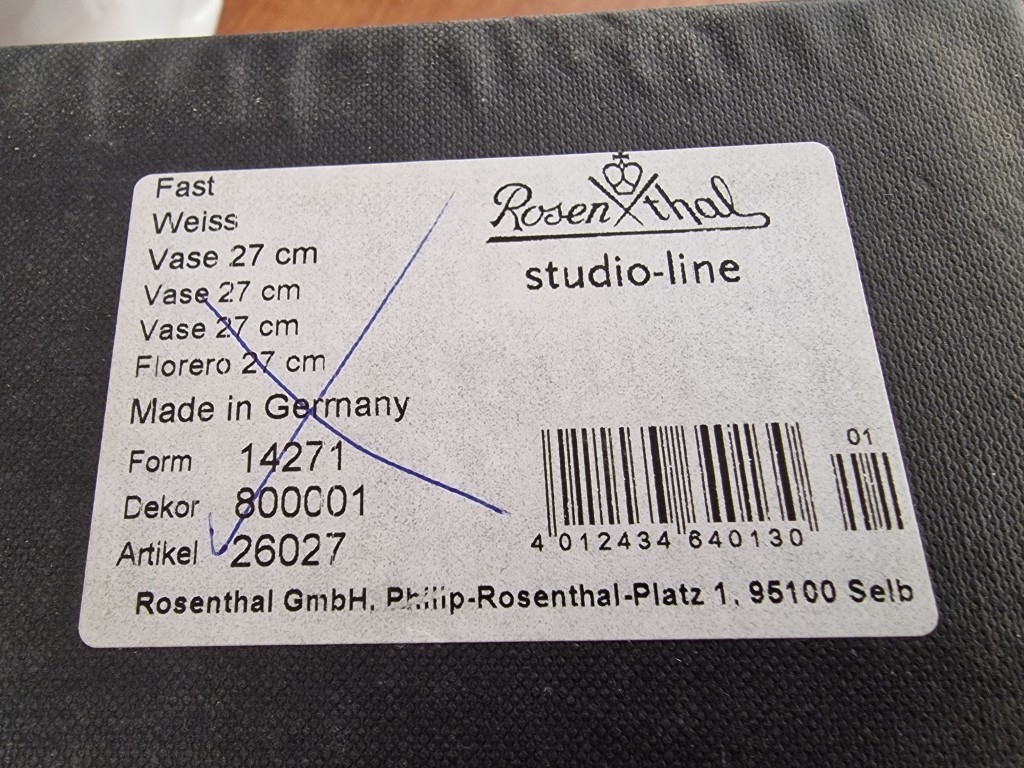 Fast
Weiss
Vase 27 cm
Vase 27 cm
Vase 27 cm
Florero 27 cm
Made in Germany
Form 14271
Dekor 800001
Artikel 26027
Rosenthal
studio-line
01
4 012434 640130
Rosenthal GmbH, Philip-Rosenthal-Platz 1, 95100 Selb